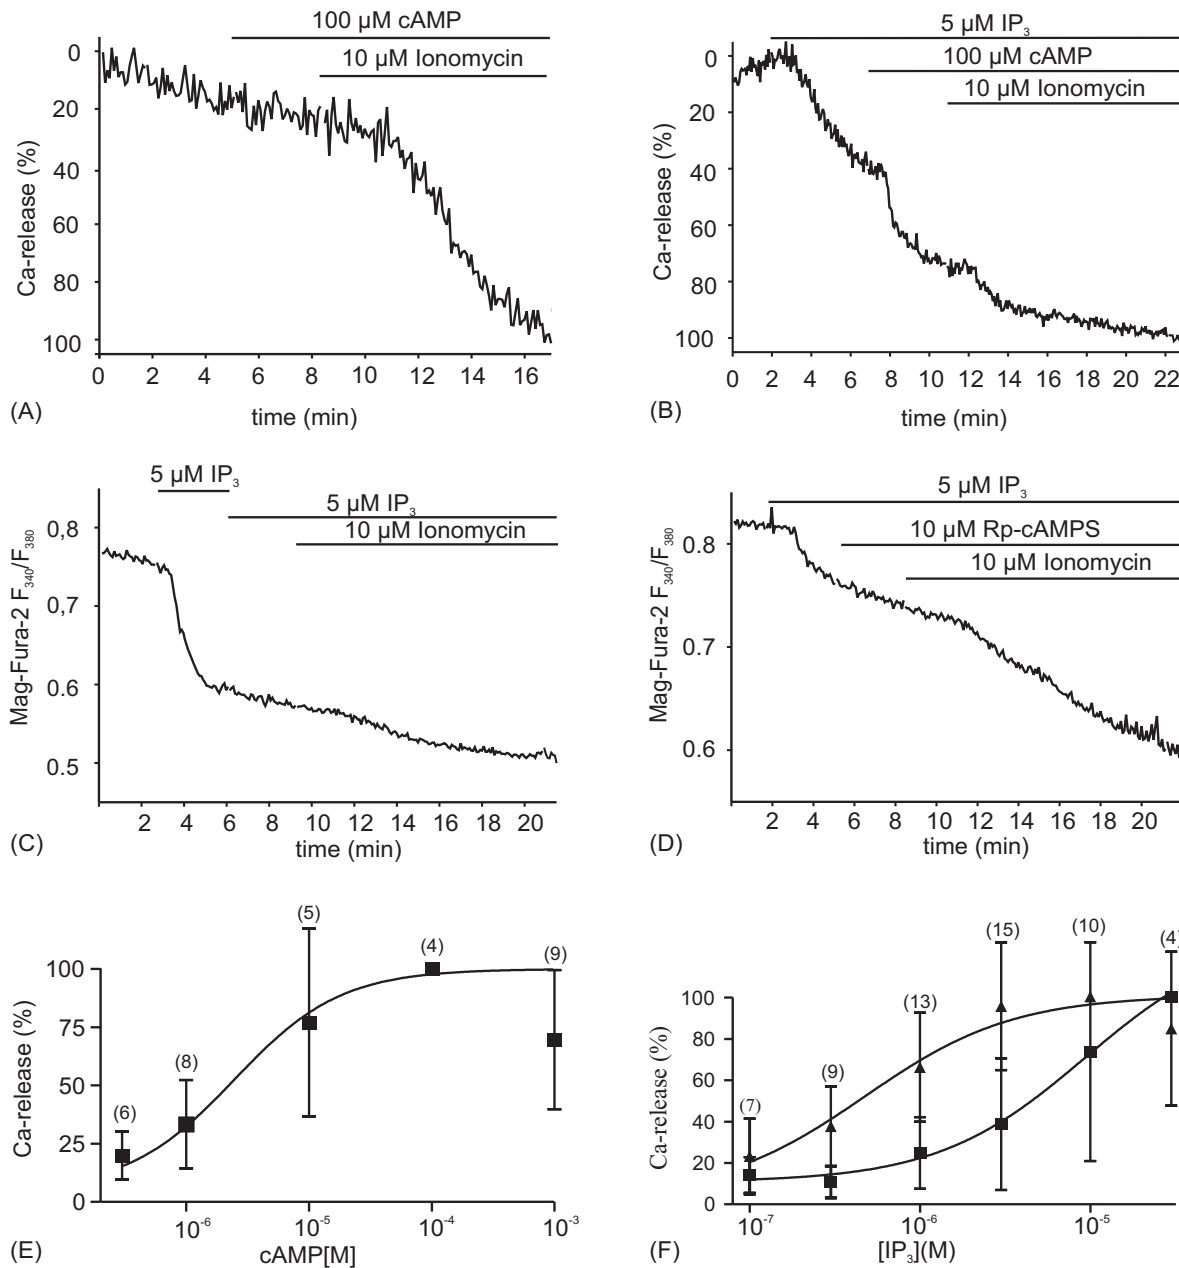 100 µM cAMP
10 µM Ionomycin
Ca-release (%)
0
20
40
60
80
100
0 2 4 6 8 10 12 14 16
time (min)
(A)
5 µM IP3
100 µM cAMP
10 µM Ionomycin
Ca-release (%)
0
20
40
60
80
100
0 2 4 6 8 10 12 14 16 18 20 22
time (min)
(B)
5 µM IP3
5 µM IP3
10 µM Ionomycin
Mag-Fura-2 F340/F380
0,8
0,7
0.6
0.5
2 4 6 8 10 12 14 16 18 20
time (min)
(C)
5 µM IP3
10 µM Rp-cAMPS
10 µM Ionomycin
Mag-Fura-2 F340/F380
0.8
0.7
0.6
2 4 6 8 10 12 14 16 18 20
time (min)
(D)
Ca-release (%)
100
75
50
25
0
(6)
(8)
(5)
(4)
(9)
10-6 10-5 10-4 10-3
cAMP[M]
(E)
Ca-release (%)
100
80
60
40
20
0
(7)
(9)
(13)
(15)
(10)
(4)
10-7 10-6 10-5
[IP3](M)
(F)